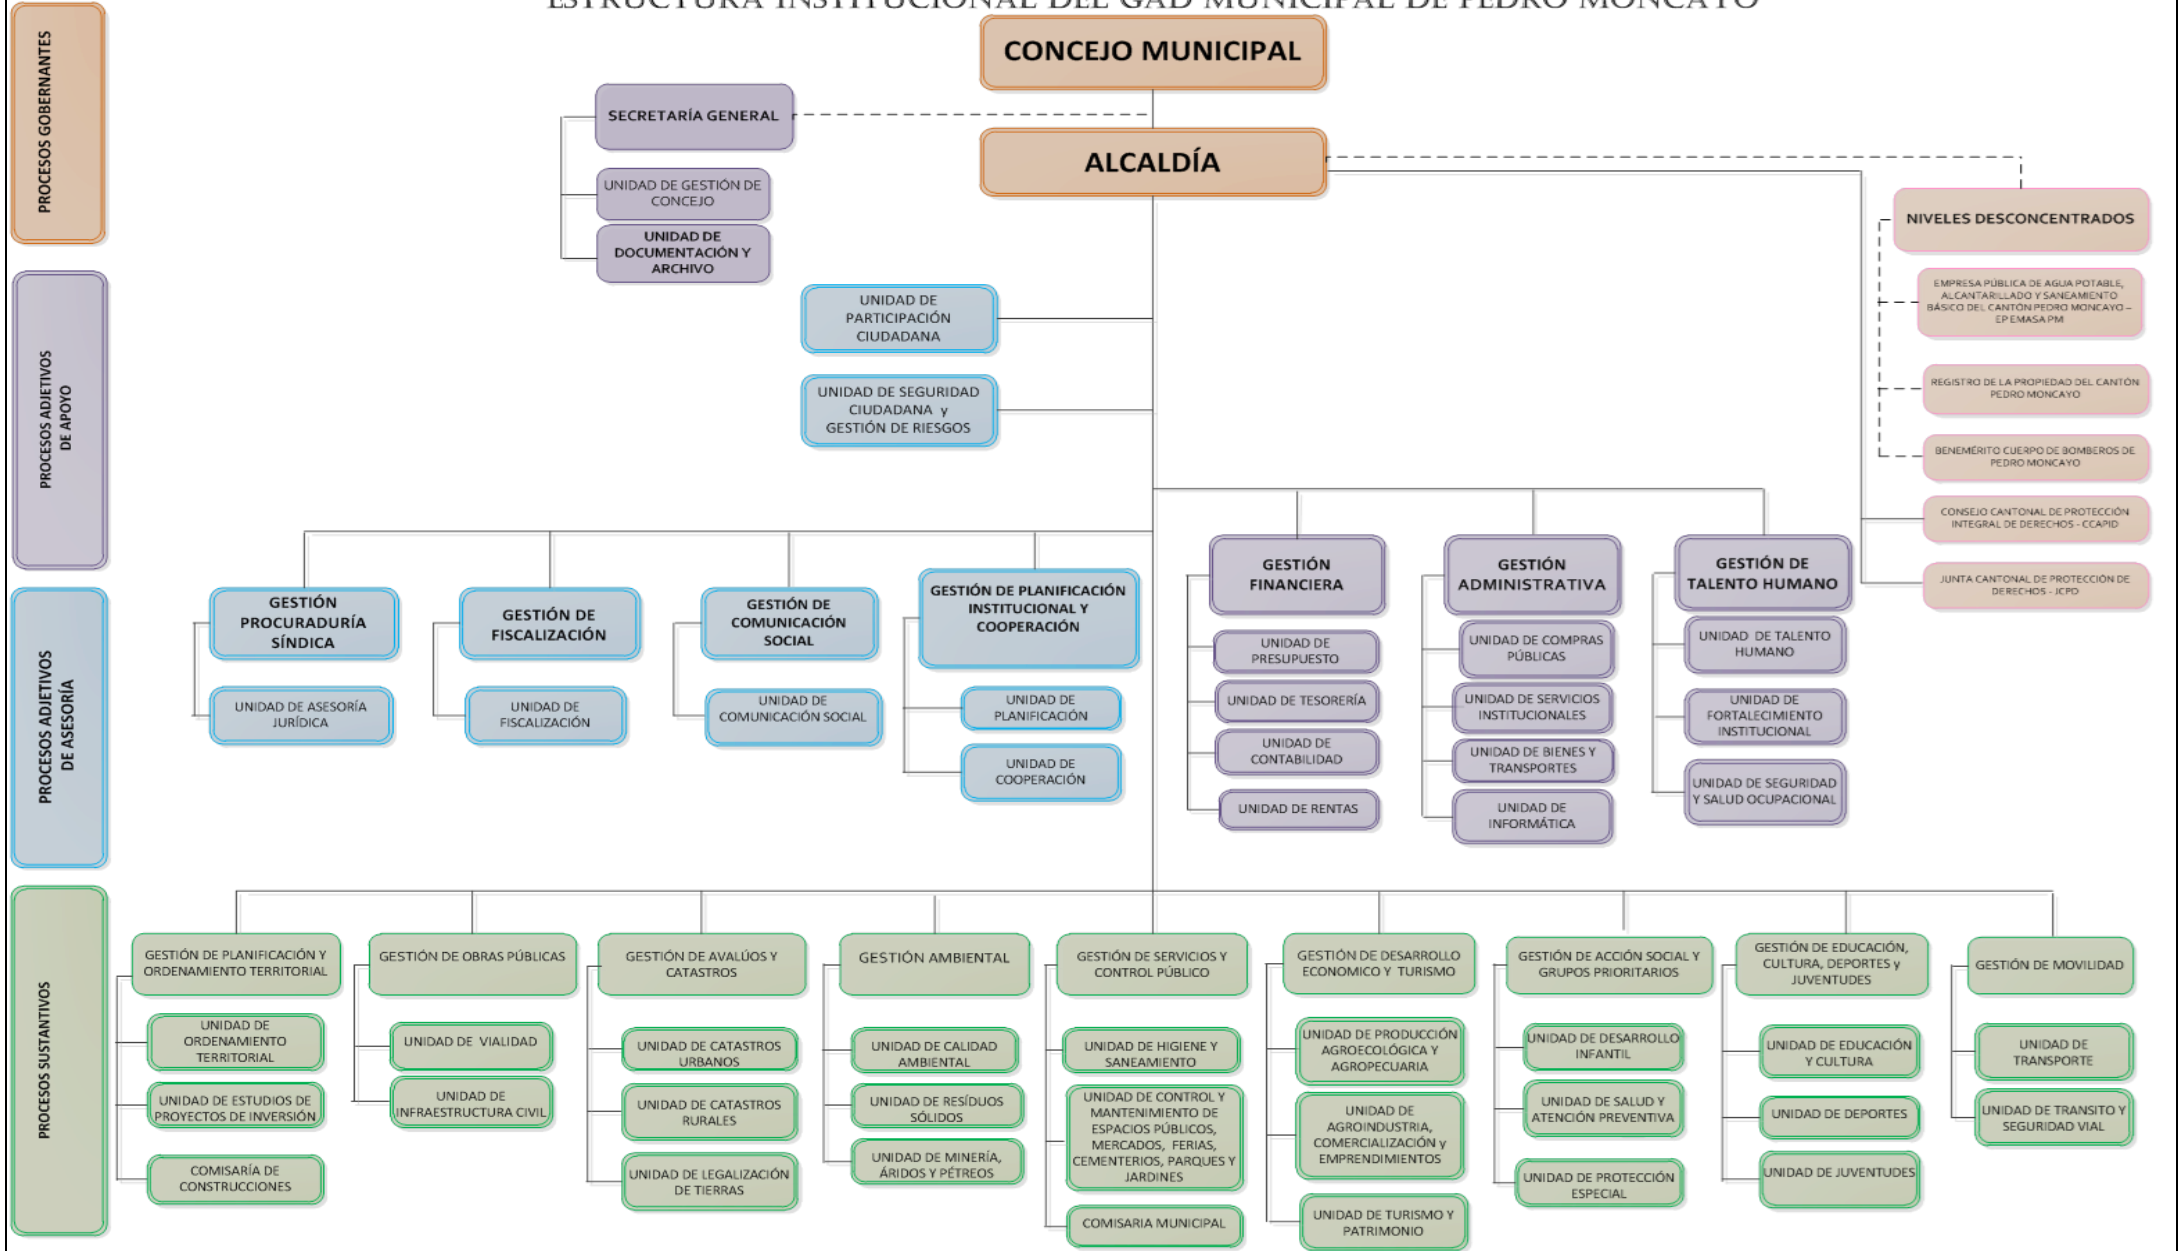 ESTRUCTURA INSTITUCIONAL DEL GAD MUNICIPAL DE PEDRO MONCAYO
PROCESOS GOBERNANTES
CONCEJO MUNICIPAL
SECRETARÍA GENERAL
ALCALDÍA
UNIDAD DE GESTIÓN DE
CONCEJO
UNIDAD DE
DOCUMENTACIÓN Y
ARCHIVO
NIVELES DESCONCENTRADOS
EMPRESA PÚBLICA DE AGUA POTABLE,
ALCANTARILLADO Y SANEAMIENTO
BÁSICO DEL CANTÓN PEDRO MONCAYO –
EP EMASA PM
REGISTRO DE LA PROPIEDAD DEL CANTÓN
PEDRO MONCAYO
BENEMÉRITO CUERPO DE BOMBEROS DE
PEDRO MONCAYO
CONSEJO CANTONAL DE PROTECCIÓN
INTEGRAL DE DERECHOS - CCAPID
JUNTA CANTONAL DE PROTECCIÓN DE
DERECHOS - JCPD
PROCESOS ADJETIVOS
DE APOYO
UNIDAD DE
PARTICIPACIÓN
CIUDADANA
UNIDAD DE SEGURIDAD
CIUDADANA y
GESTIÓN DE RIESGOS
GESTIÓN
FINANCIERA
UNIDAD DE
PRESUPUESTO
UNIDAD DE TESORERÍA
UNIDAD DE
CONTABILIDAD
UNIDAD DE RENTAS
GESTIÓN
ADMINISTRATIVA
UNIDAD DE COMPRAS
PÚBLICAS
UNIDAD DE SERVICIOS
INSTITUCIONALES
UNIDAD DE BIENES Y
TRANSPORTES
UNIDAD DE
INFORMÁTICA
GESTIÓN DE
TALENTO HUMANO
UNIDAD DE TALENTO
HUMANO
UNIDAD DE
FORTALECIMIENTO
INSTITUCIONAL
UNIDAD DE SEGURIDAD
Y SALUD OCUPACIONAL
PROCESOS ADJETIVOS
DE ASESORÍA
GESTIÓN
PROCURADURÍA
SÍNDICA
UNIDAD DE ASESORÍA
JURÍDICA
GESTIÓN DE
FISCALIZACIÓN
UNIDAD DE
FISCALIZACIÓN
GESTIÓN DE
COMUNICACIÓN
SOCIAL
UNIDAD DE
COMUNICACIÓN SOCIAL
GESTIÓN DE PLANIFICACIÓN
INSTITUCIONAL Y
COOPERACIÓN
UNIDAD DE
PLANIFICACIÓN
UNIDAD DE
COOPERACIÓN
PROCESOS SUSTANTIVOS
GESTIÓN DE PLANIFICACIÓN Y
ORDENAMIENTO TERRITORIAL
UNIDAD DE
ORDENAMIENTO
TERRITORIAL
UNIDAD DE ESTUDIOS DE
PROYECTOS DE INVERSIÓN
COMISARÍA DE
CONSTRUCCIONES
GESTIÓN DE OBRAS PÚBLICAS
UNIDAD DE VIALIDAD
UNIDAD DE
INFRAESTRUCTURA CIVIL
GESTIÓN DE AVALÚOS Y
CATASTROS
UNIDAD DE CATASTROS
URBANOS
UNIDAD DE CATASTROS
RURALES
UNIDAD DE LEGALIZACIÓN
DE TIERRAS
GESTIÓN AMBIENTAL
UNIDAD DE CALIDAD
AMBIENTAL
UNIDAD DE RESÍDUOS
SÓLIDOS
UNIDAD DE MINERÍA,
ÁRIDOS Y PÉTREOS
GESTIÓN DE SERVICIOS Y
CONTROL PÚBLICO
UNIDAD DE HIGIENE Y
SANEAMIENTO
UNIDAD DE CONTROL Y
MANTENIMIENTO DE
ESPACIOS PÚBLICOS,
MERCADOS, FERIAS,
CEMENTERIOS, PARQUES Y
JARDINES
COMISARIA MUNICIPAL
GESTIÓN DE DESARROLLO
ECONOMICO Y TURISMO
UNIDAD DE PRODUCCIÓN
AGROECOLÓGICA Y
AGROPECUARIA
UNIDAD DE
AGROINDUSTRIA,
COMERCIALIZACIÓN y
EMPRENDIMIENTOS
UNIDAD DE TURISMO Y
PATRIMONIO
GESTIÓN DE ACCIÓN SOCIAL Y
GRUPOS PRIORITARIOS
UNIDAD DE DESARROLLO
INFANTIL
UNIDAD DE SALUD Y
ATENCIÓN PREVENTIVA
UNIDAD DE PROTECCIÓN
ESPECIAL
GESTIÓN DE EDUCACIÓN,
CULTURA, DEPORTES y
JUVENTUDES
UNIDAD DE EDUCACIÓN
Y CULTURA
UNIDAD DE DEPORTES
UNIDAD DE JUVENTUDES
GESTIÓN DE MOVILIDAD
UNIDAD DE
TRANSPORTE
UNIDAD DE TRANSITO Y
SEGURIDAD VIAL